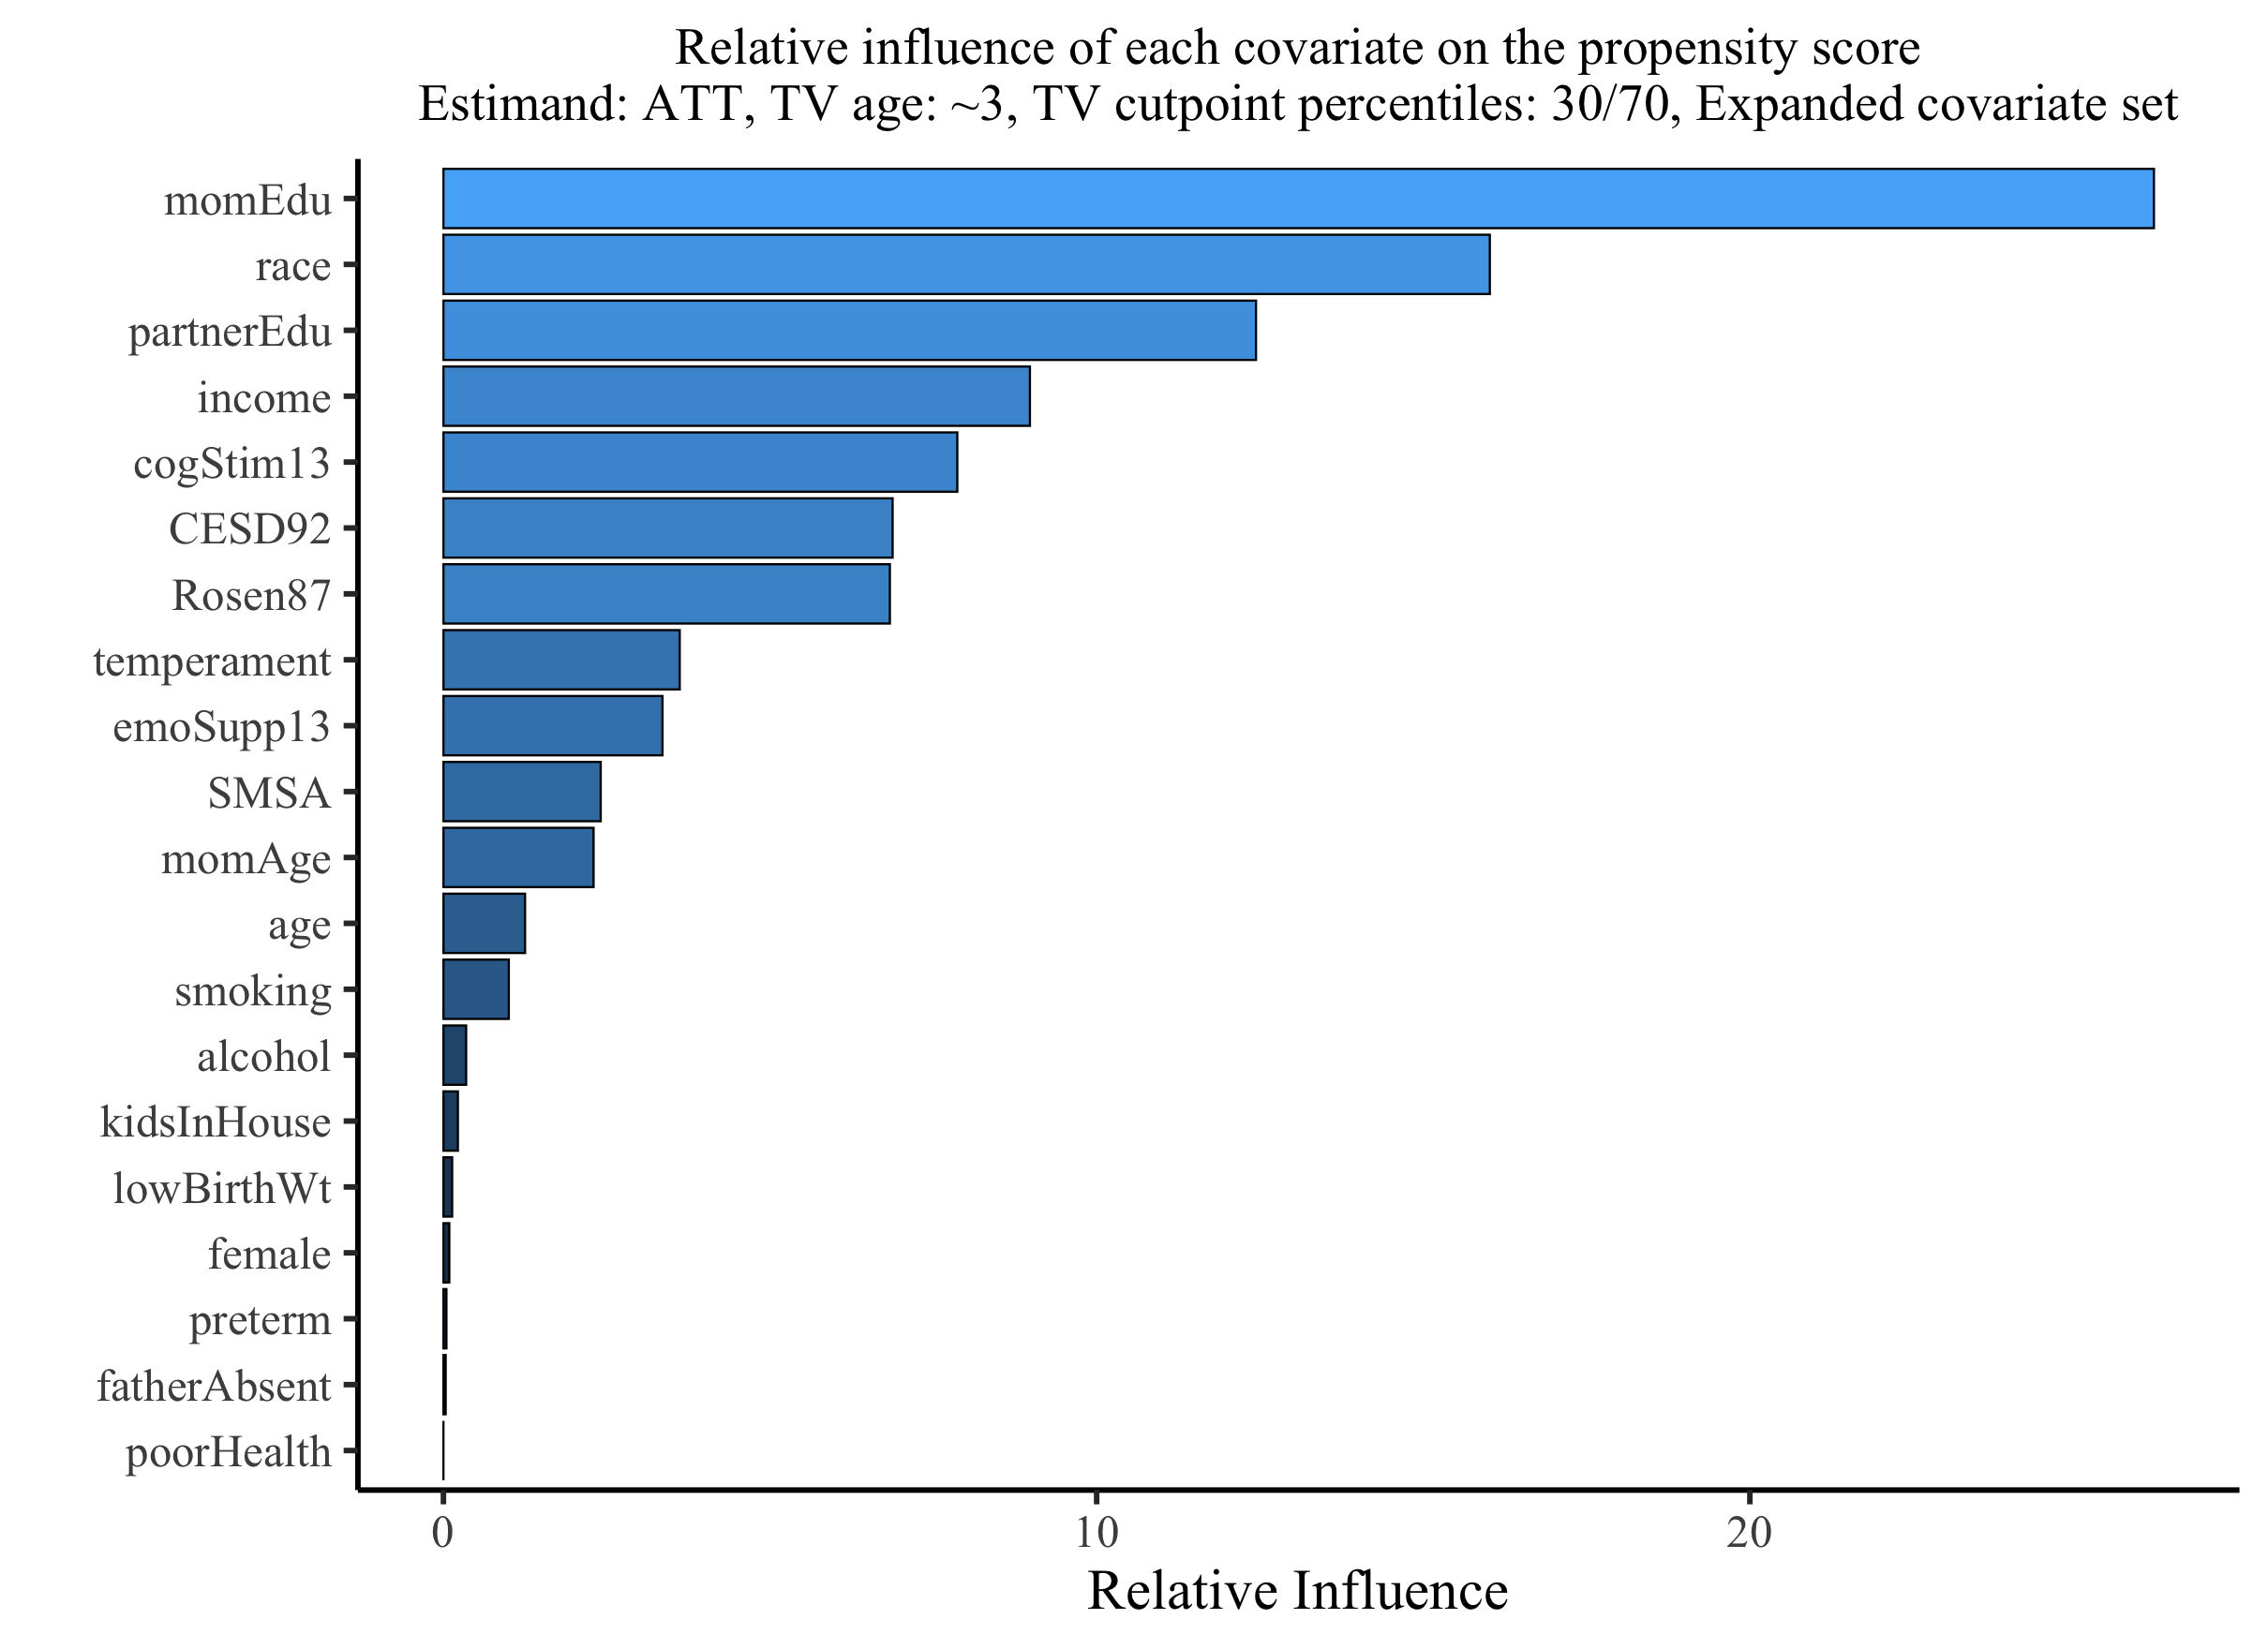 Relative influence of each covariate on the propensity score
Estimand: ATT, TV age: ~3, TV cutpoint percentiles: 30/70, Expanded covariate set
momEdu
race
partnerEdu
income
cogStim13
CESD92
Rosen87
temperament
emoSupp13
SMSA
momAge
age
smoking
alcohol
kidsInHouse
lowBirthWt
female
preterm
fatherAbsent
poorHealth
0 10 20
Relative Influence